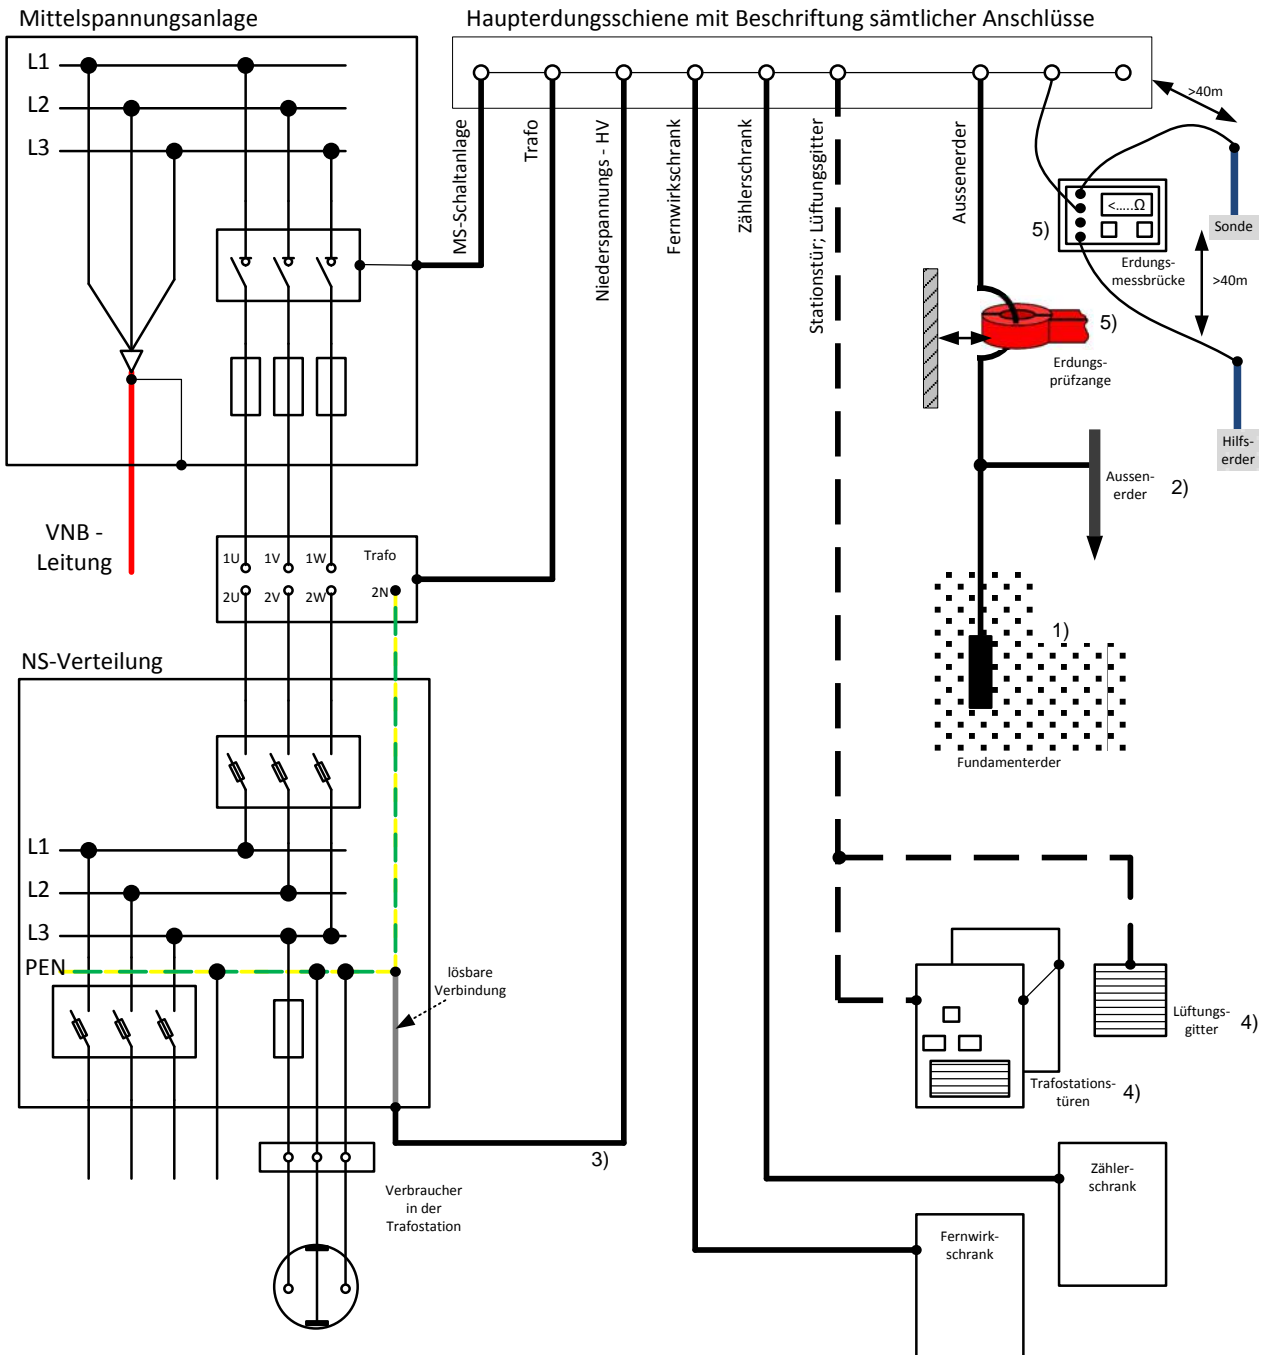 Mittelspannungsanlage
Haupterdungsschiene mit Beschriftung sämtlicher Anschlüsse
L1
L2
L3
VNB -
Leitung
MS-Schaltanlage
Trafo
Niederspannungs - HV
Fernwirkschrank
Zählerschrank
Stationstür; Lüftungsgitter
Aussenerder
>40m
<.....Ω
5)
Erdungs-
messbrücke
Sonde
>40m
Hilfs-
erder
5)
Erdungs-
prüfzange
Aussen-
erder
2)
1)
Fundamenterder
1U
1V
1W
Trafo
2U
2V
2W
2N
NS-Verteilung
L1
L2
L3
PEN
lösbare
Verbindung
3)
Verbraucher
in der
Trafostation
Lüftungs-
gitter
4)
Trafostations-
türen
4)
Zähler-
schrank
Fernwirk-
schrank